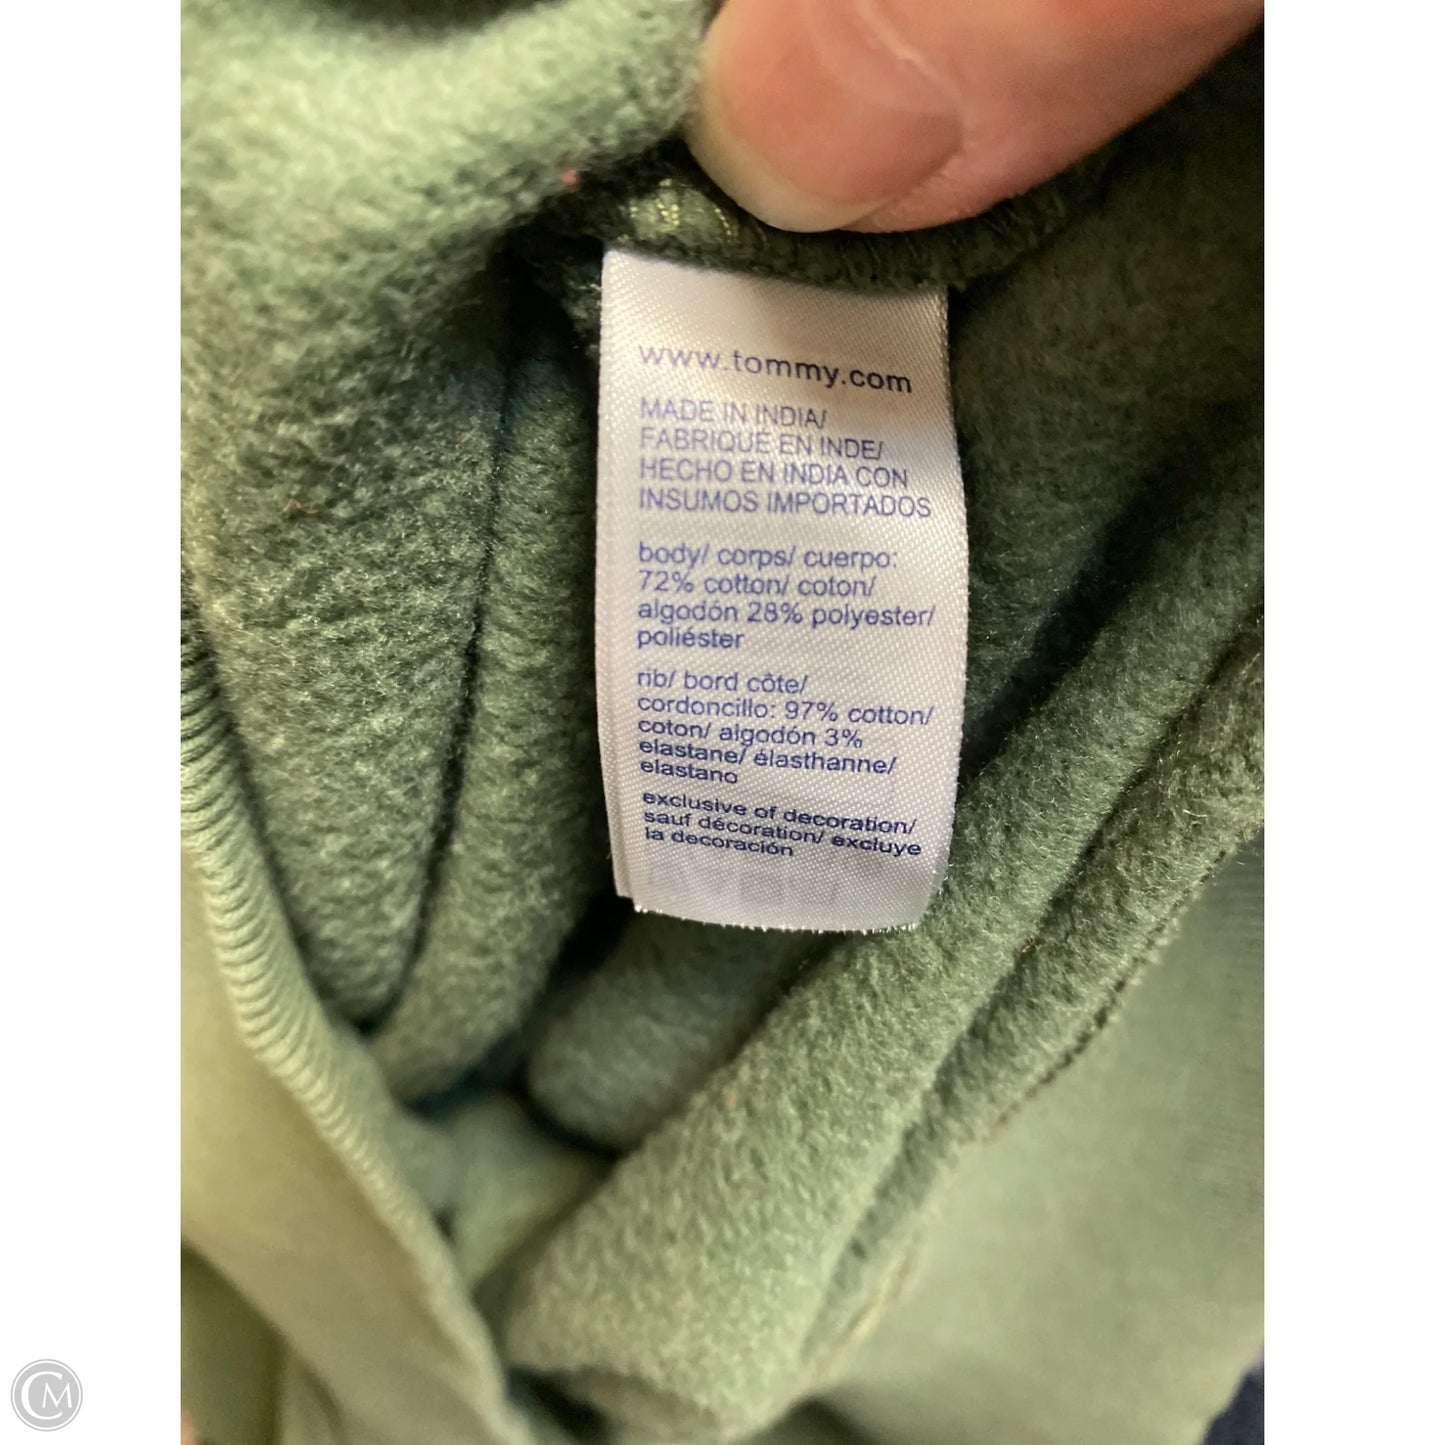 www.tommy.com
MADE IN INDIA/
FABRIQUÉ EN INDE/
HECHO EN INDIA CON
INSUMOS IMPORTADOS
body/ corps/ cuerpo:
72% cotton/ coton/
algodón 28% polyester/
poliéster
rib/ bord côte/
cordoncillo: 97% cotton/
coton/ algodón 3%
elastane/ élasthanne/
elastano
exclusive of decoration/
sauf décoration/ excluye
la decoración
CM